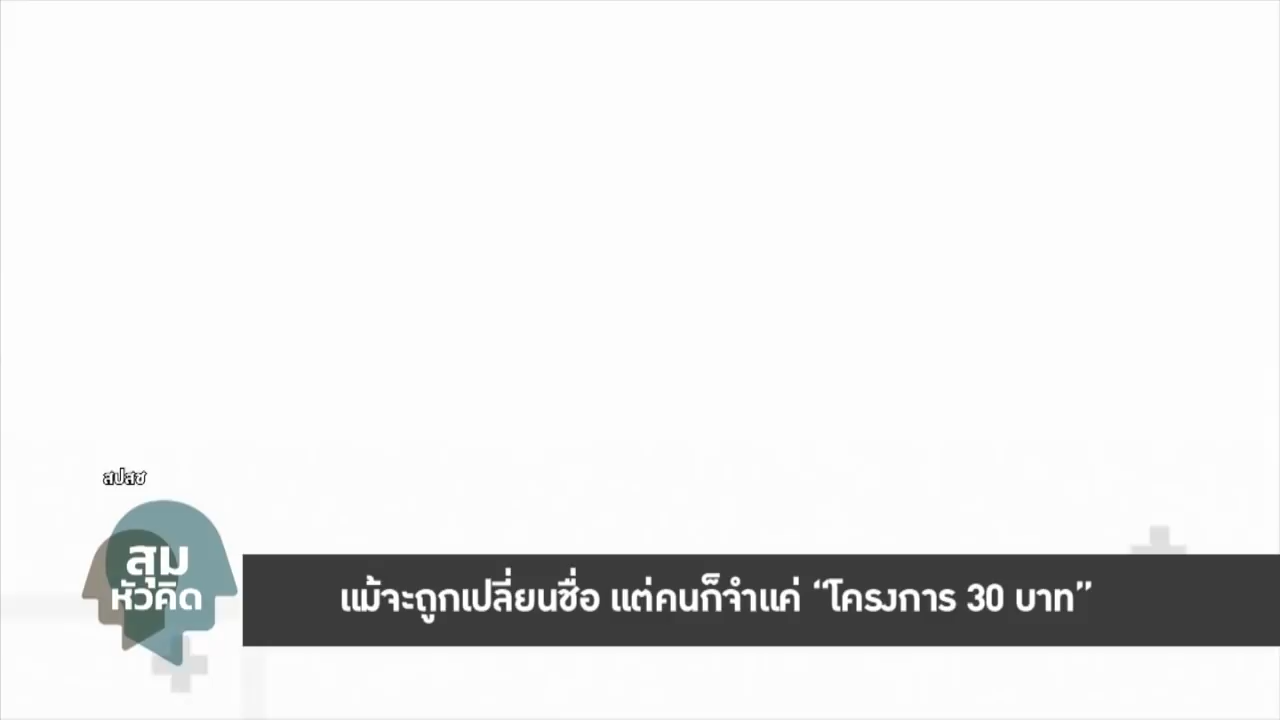 สปสช
สุม
หัวคิด
แม้จะถูกเปลี่ยนชื่อ แต่คนก็จำแค่ “โครงการ 30 บาท”